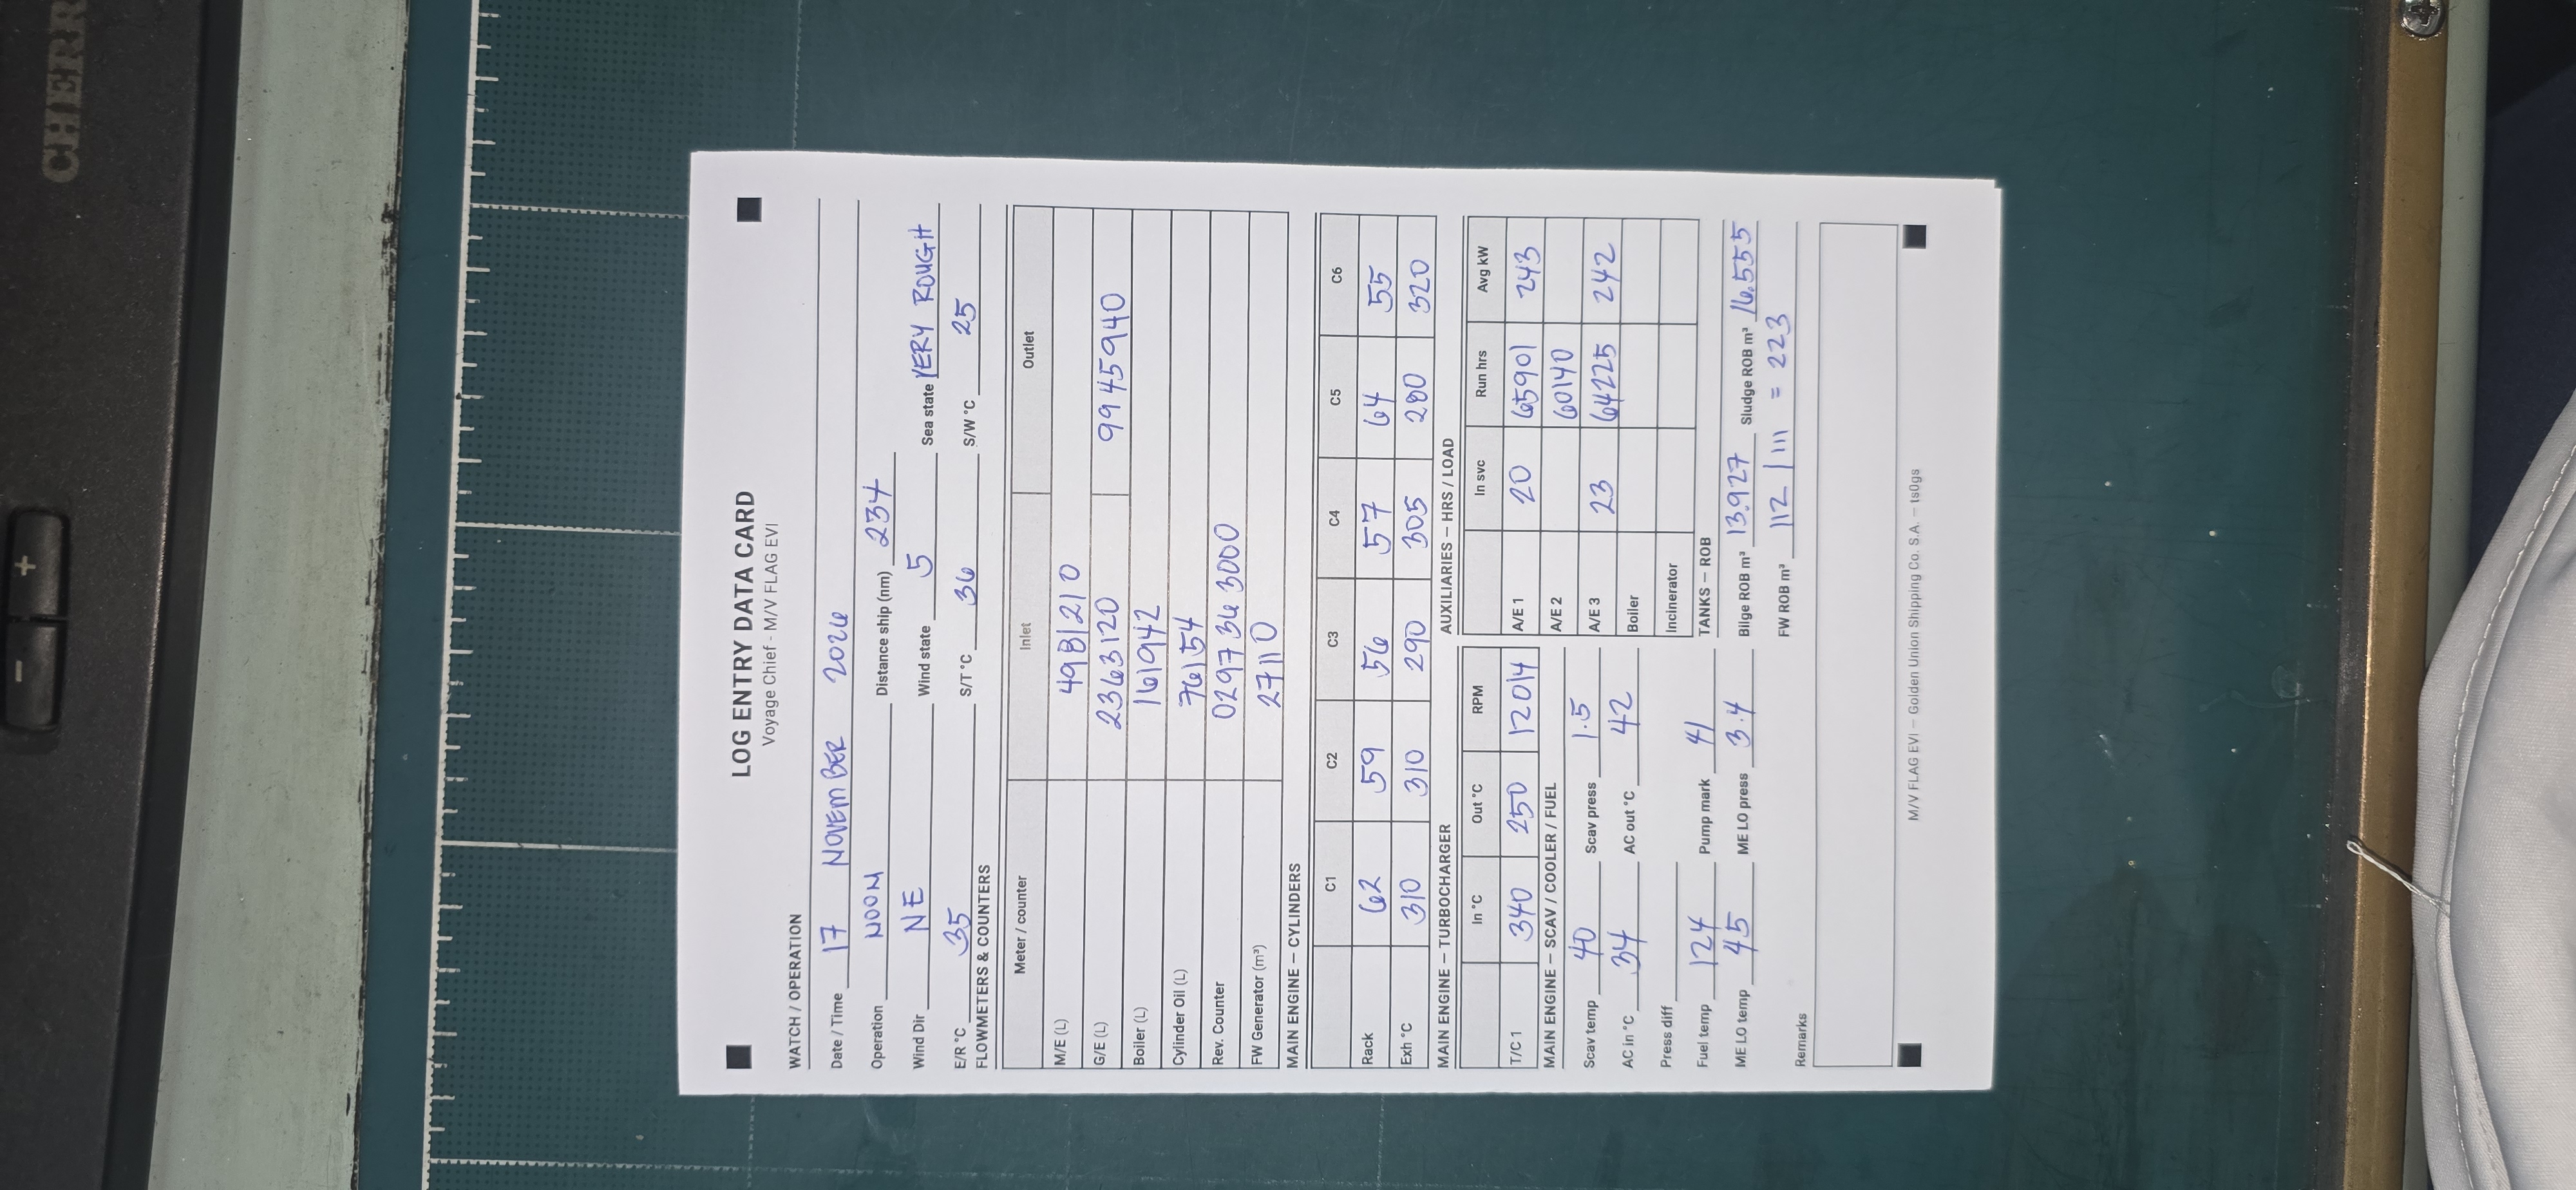 CHERR
LOG ENTRY DATA CARD
Voyage Chief - M/V FLAG EVI
WATCH / OPERATION
Date / Time 17 NOVEMBER 2026
Operation NOON Distance ship (nm) 234
Wind Dir NE Wind state 5 Sea state VERY ROUGH
E/R °C 35 S/T °C 36 S/W °C 25
FLOWMETERS & COUNTERS
Meter / counter Inlet Outlet
M/E (L) 4981210
G/E (L) 2363120 9945940
Boiler (L) 161942
Cylinder Oil (L) 76154
Rev. Counter 0297363000
FW Generator (m³) 27110
MAIN ENGINE – CYLINDERS
C1 C2 C3 C4 C5 C6
Rack 62 59 56 57 64 55
Exh °C 310 310 290 305 280 320
MAIN ENGINE – TURBOCHARGER
In °C Out °C RPM
T/C 1 340 250 12014
AUXILIARIES – HRS / LOAD
In svc Run hrs Avg kW
A/E 1 20 65901 243
A/E 2 60140
A/E 3 23 64225 242
Boiler
Incinerator
MAIN ENGINE – SCAV / COOLER / FUEL
Scav temp 40 Scav press 1.5
AC in °C 34 AC out °C 42
Press diff
Fuel temp 124 Pump mark 41
ME LO temp 45 ME LO press 3.4
TANKS – ROB
Bilge ROB m³ 13.927 Sludge ROB m³ 16.555
FW ROB m³ 112 / 111 = 223
Remarks
M/V FLAG EVI – Golden Union Shipping Co. S.A. – ts0gs